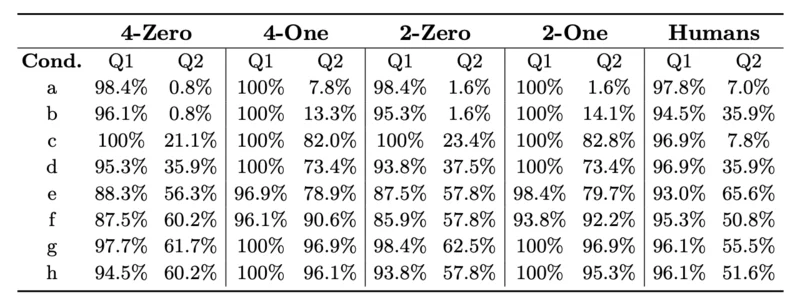 4-Zero 4-One 2-Zero 2-One Humans
Cond. Q1 Q2 Q1 Q2 Q1 Q2 Q1 Q2 Q1 Q2
a 98.4% 0.8% 100% 7.8% 98.4% 1.6% 100% 1.6% 97.8% 7.0%
b 96.1% 0.8% 100% 13.3% 95.3% 1.6% 100% 14.1% 94.5% 35.9%
c 100% 21.1% 100% 82.0% 100% 23.4% 100% 82.8% 96.9% 7.8%
d 95.3% 35.9% 100% 73.4% 93.8% 37.5% 100% 73.4% 96.9% 35.9%
e 88.3% 56.3% 96.9% 78.9% 87.5% 57.8% 98.4% 79.7% 93.0% 65.6%
f 87.5% 60.2% 96.1% 90.6% 85.9% 57.8% 93.8% 92.2% 95.3% 50.8%
g 97.7% 61.7% 100% 96.9% 98.4% 62.5% 100% 96.9% 96.1% 55.5%
h 94.5% 60.2% 100% 96.1% 93.8% 57.8% 100% 95.3% 96.1% 51.6%